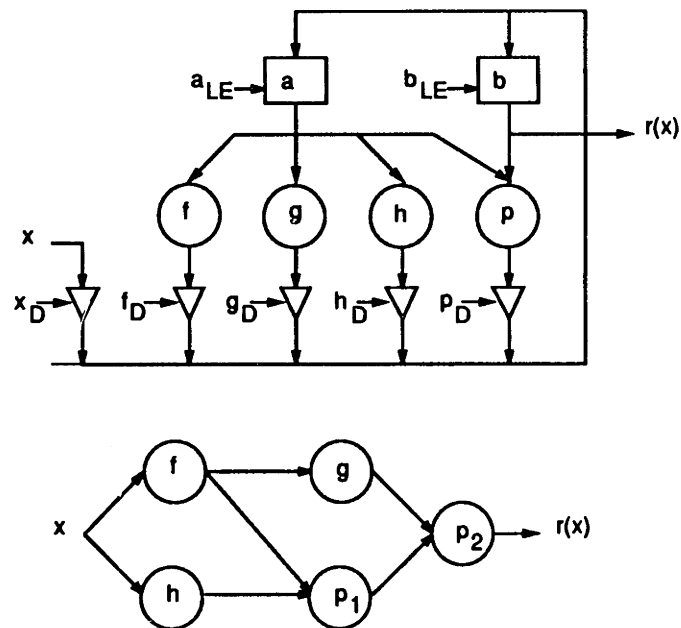 a_LE a
b_LE b
r(x)
f g h p
x
x_D f_D g_D h_D p_D
f g
x p_2 r(x)
h p_1